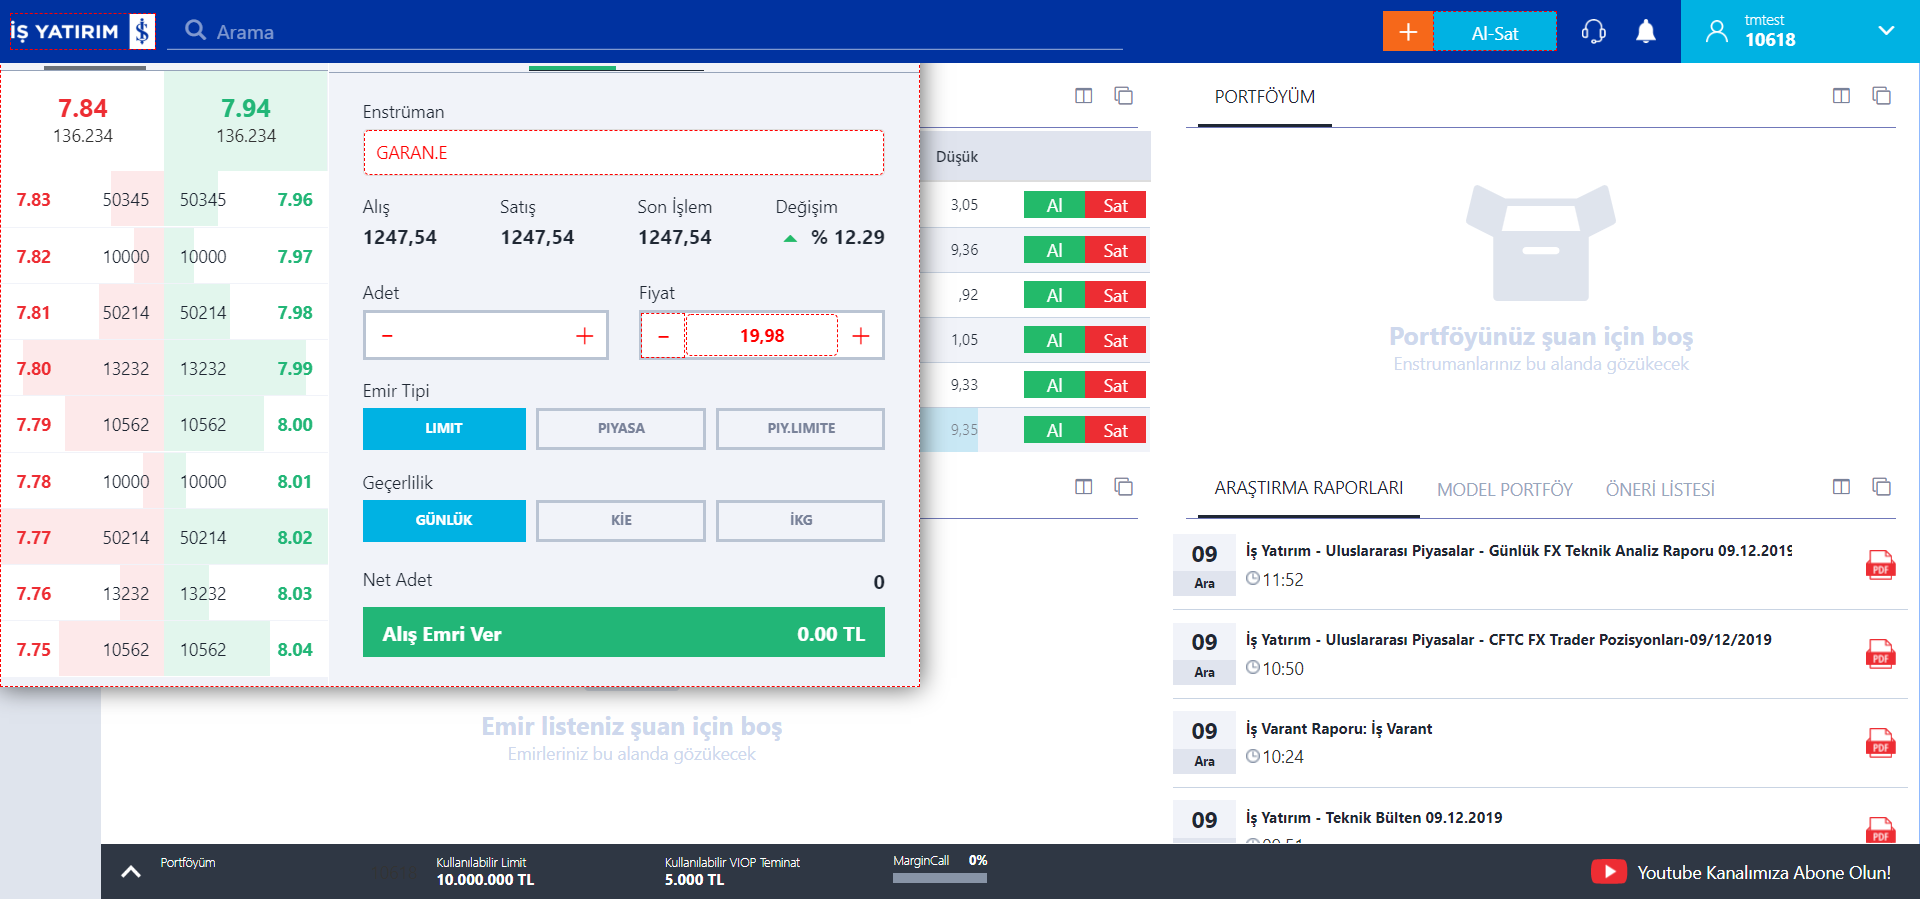 İŞ YATIRIM
Arama
Al-Sat
tmtest
10618
7.84 7.94
136.234 136.234
7.83 50345 50345 7.96
7.82 10000 10000 7.97
7.81 50214 50214 7.98
7.80 13232 13232 7.99
7.79 10562 10562 8.00
7.78 10000 10000 8.01
7.77 50214 50214 8.02
7.76 13232 13232 8.03
7.75 10562 10562 8.04
Enstrüman
GARAN.E
Alış Satış Son İşlem Değişim
1247,54 1247,54 1247,54 % 12.29
Adet Fiyat
- + - 19,98 +
Emir Tipi
LIMIT PIYASA PIY.LIMITE
Geçerlilik
GÜNLÜK KİE İKG
Net Adet 0
Alış Emri Ver 0.00 TL
Düşük
3,05 Al Sat
9,36 Al Sat
,92 Al Sat
1,05 Al Sat
9,33 Al Sat
9,35 Al Sat
PORTFÖYÜM
Portföyünüz şuan için boş
Enstrumanlarınız bu alanda gözükecek
ARAŞTIRMA RAPORLARI MODEL PORTFÖY ÖNERİ LİSTESİ
09 Ara
İş Yatırım - Uluslararası Piyasalar - Günlük FX Teknik Analiz Raporu 09.12.2019
11:52
PDF
09 Ara
İş Yatırım - Uluslararası Piyasalar - CFTC FX Trader Pozisyonları-09/12/2019
10:50
PDF
09 Ara
İş Varant Raporu: İş Varant
10:24
PDF
09
İş Yatırım - Teknik Bülten 09.12.2019
PDF
Emir listeniz şuan için boş
Emirleriniz bu alanda gözükecek
Portföyüm
Kullanılabilir Limit
10.000.000 TL
Kullanılabilir VIOP Teminat
5.000 TL
MarginCall 0%
Youtube Kanalımıza Abone Olun!